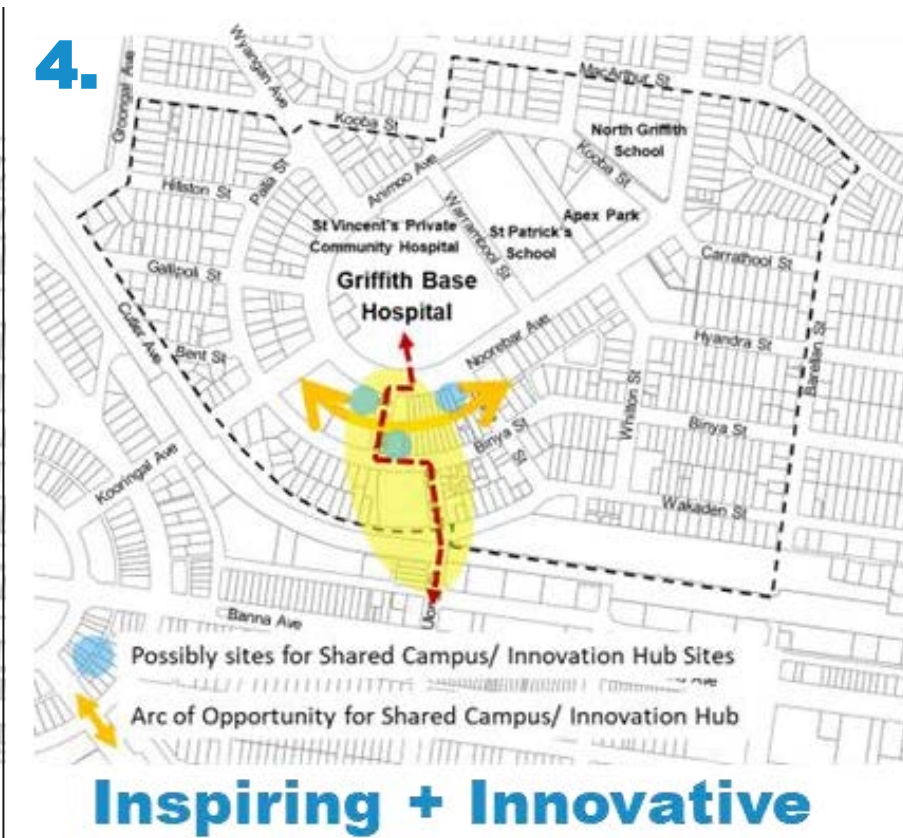 4.
Groongal Ave
Wyangan Ave
MacArthur St
Kooba St
North Griffith
School
Kooba St
Animoo Ave
Hillston St
Palla St
Warrambool St
Apex Park
St Vincent's Private
Community Hospital
St Patrick's
School
Carrathool St
Gallipoli St
Griffith Base
Hospital
Cutler Ave
Noorebar Ave
Hyandra St
Barellan St
Bent St
Whitton St
Binya St
Binya St
Kooringal Ave
Wakaden St
Banna Ave
Possibly sites for Shared Campus/ Innovation Hub Sites
Ave
Arc of Opportunity for Shared Campus/ Innovation Hub
Inspiring + Innovative